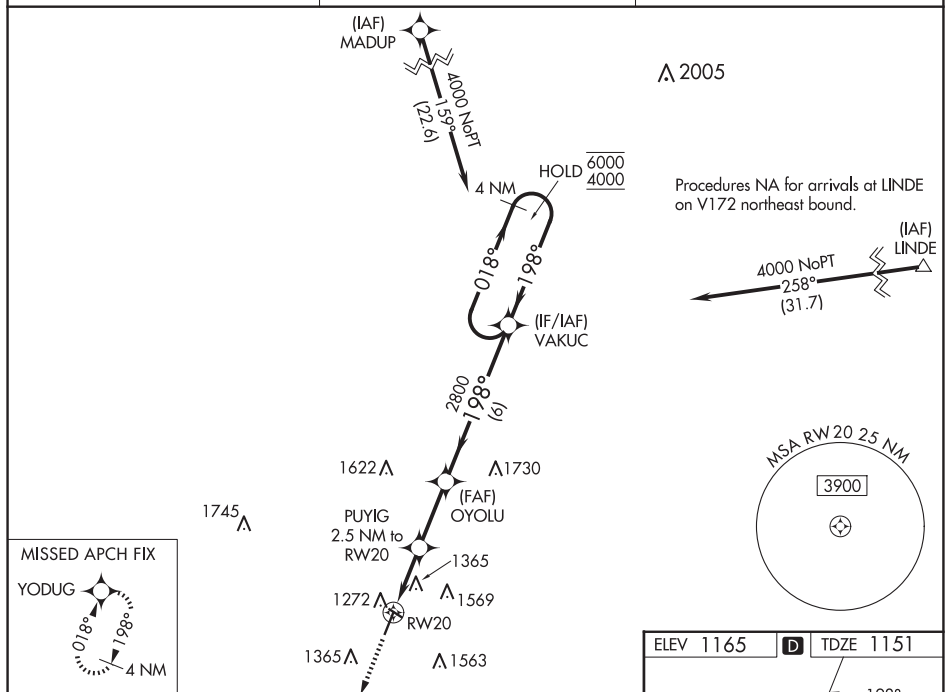 (IAF)
MADUP
4000 NoPT
159°
(22.6)
2005
HOLD 6000
4000
4 NM
018°
198°
Procedures NA for arrivals at LINDE
on V172 northeast bound.
(IAF)
LINDE
4000 NoPT
258°
(31.7)
(IF/IAF)
VAKUC
2800
198°
(6)
1622
1730
(FAF)
OYOLU
1745
PUYIG
2.5 NM to
RW20
1365
1272
1569
RW20
1365
1563
MSA RW20 25 NM
3900
MISSED APCH FIX
YODUG
018°
198°
4 NM
ELEV 1165 D TDZE 1151